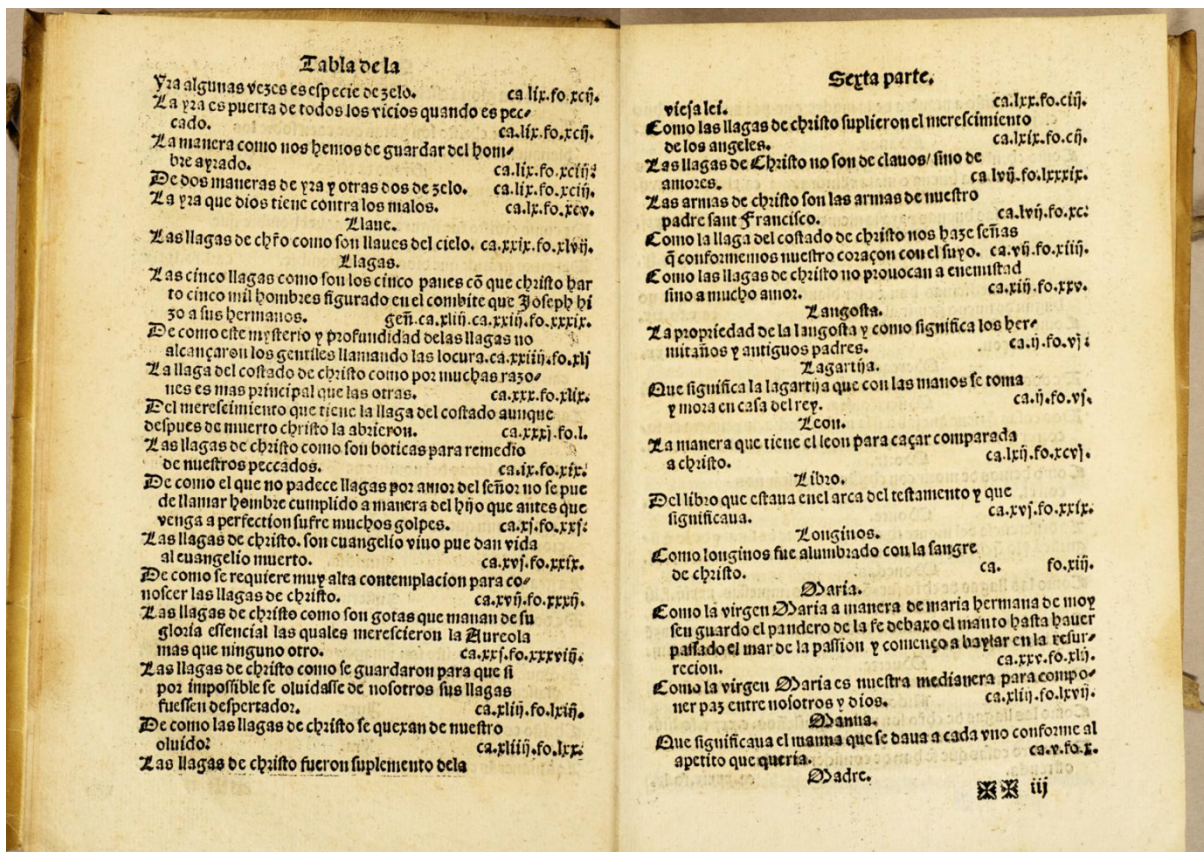 Tabla de la
Yra algunas vezes es especie de zelo. ca lix.fo.xcij.
La yra es puerta de todos los vicios quando es pec-
cado. ca.lix.fo.xcij.
La manera como nos hemos de guardar del hom-
bre ayrado. ca.lix.fo.xciij.
De dos maneras de yra y otras dos de zelo. ca.lix.fo.xcij.
La yra que dios tiene contra los malos. ca.lx.fo.xcv.
Llaue.
Las llagas de chr̃o como son llaues del cielo. ca.xxix.fo.xlvij.
Llagas.
Las cinco llagas como son los cinco panes cõ que christo har
to cinco mil hombres figurado en el combite que Joseph hi
zo a sus hermanos. geñ.ca.xliij.ca.xxiij.fo.xxxix.
De como este mysterio y profundidad delas llagas no
alcançaron los gentiles llamando las locura.ca.xxiiij.fo.xlj
La llaga del costado de christo como por muchas razo-
nes es mas principal que las otras. ca.xxx.fo.xlix.
Del merescimiento que tiene la llaga del costado aunque
despues de muerto christo la abrieron. ca.xxxj.fo.l.
Las llagas de christo como son boticas para remedio
de nuestros peccados. ca.ix.fo.xix.
De como el que no padece llagas por amor del señor no se pue
de llamar hombre cumplido a manera del hijo que antes que
venga a perfection sufre muchos golpes. ca.xj.fo.xxj.
Las llagas de christo. son euangelio viuo pue dan vida
al euangelio muerto. ca.xvj.fo.xxix.
De como se requiere muy alta contemplacion para co-
noscer las llagas de christo. ca.xvij.fo.xxxij.
Las llagas de christo como son gotas que manan de su
gloria essencial las quales merescieron la Aureola
mas que ninguno otro. ca.xxj.fo.xxxviij.
Las llagas de christo como se guardaron para que si
por impossible se oluidasse de nosotros sus llagas
fuessen despertador. ca.xliij.fo.lxiij.
De como las llagas de christo se quexan de nuestro
oluido. ca.xliiij.fo.lxx.
Las llagas de christo fueron suplemento dela
Sexta parte.
vieja lei. ca.lxx.fo.ciij.
Como las llagas de christo suplieron el merescimiento
de los angeles. ca.lxix.fo.cij.
Las llagas de Christo no son de clauos/ sino de
amores. ca lvij.fo.lxxxix.
Las armas de christo son las armas de nuestro
padre sant Francisco. ca.lvij.fo.xc.
Como la llaga del costado de christo nos haze señas
q̃ conformemos nuestro coraçon con el suyo. ca.vij.fo.xiiij.
Como las llagas de christo no prouocan a enemistad
sino a mucho amor. ca.xiij.fo.xxv.
Langosta.
La propriedad de la langosta y como significa los her-
mitaños y antiguos padres. ca.ij.fo.vj.
Lagartija.
Que significa la lagartija que con las manos se toma
y mora en casa del rey. ca.ij.fo.vj.
Leon.
La manera que tiene el leon para caçar comparada
a christo. ca.lxij.fo.xcvj.
Libro.
Del libro que estaua enel arca del testamento y que
significaua. ca.xvj.fo.xxix.
Longinos.
Como longinos fue alumbrado con la sangre
de christo. ca. fo.xiij.
Maria.
Como la virgen Maria a manera de maria hermana de moy
sen guardo el pandero de la fe debaxo el manto hasta hauer
passado el mar de la passion y començo a baylar en la resur-
recion. ca.xxv.fo.xlij.
Como la virgen Maria es nuestra medianera para compo-
ner paz entre nosotros y dios. ca.xliij.fo.lxvij.
Manna.
Que significaua el manna que se daua a cada vno conforme al
apetito que queria. ca.v.fo.x.
Madre.
✠ ✠ iij